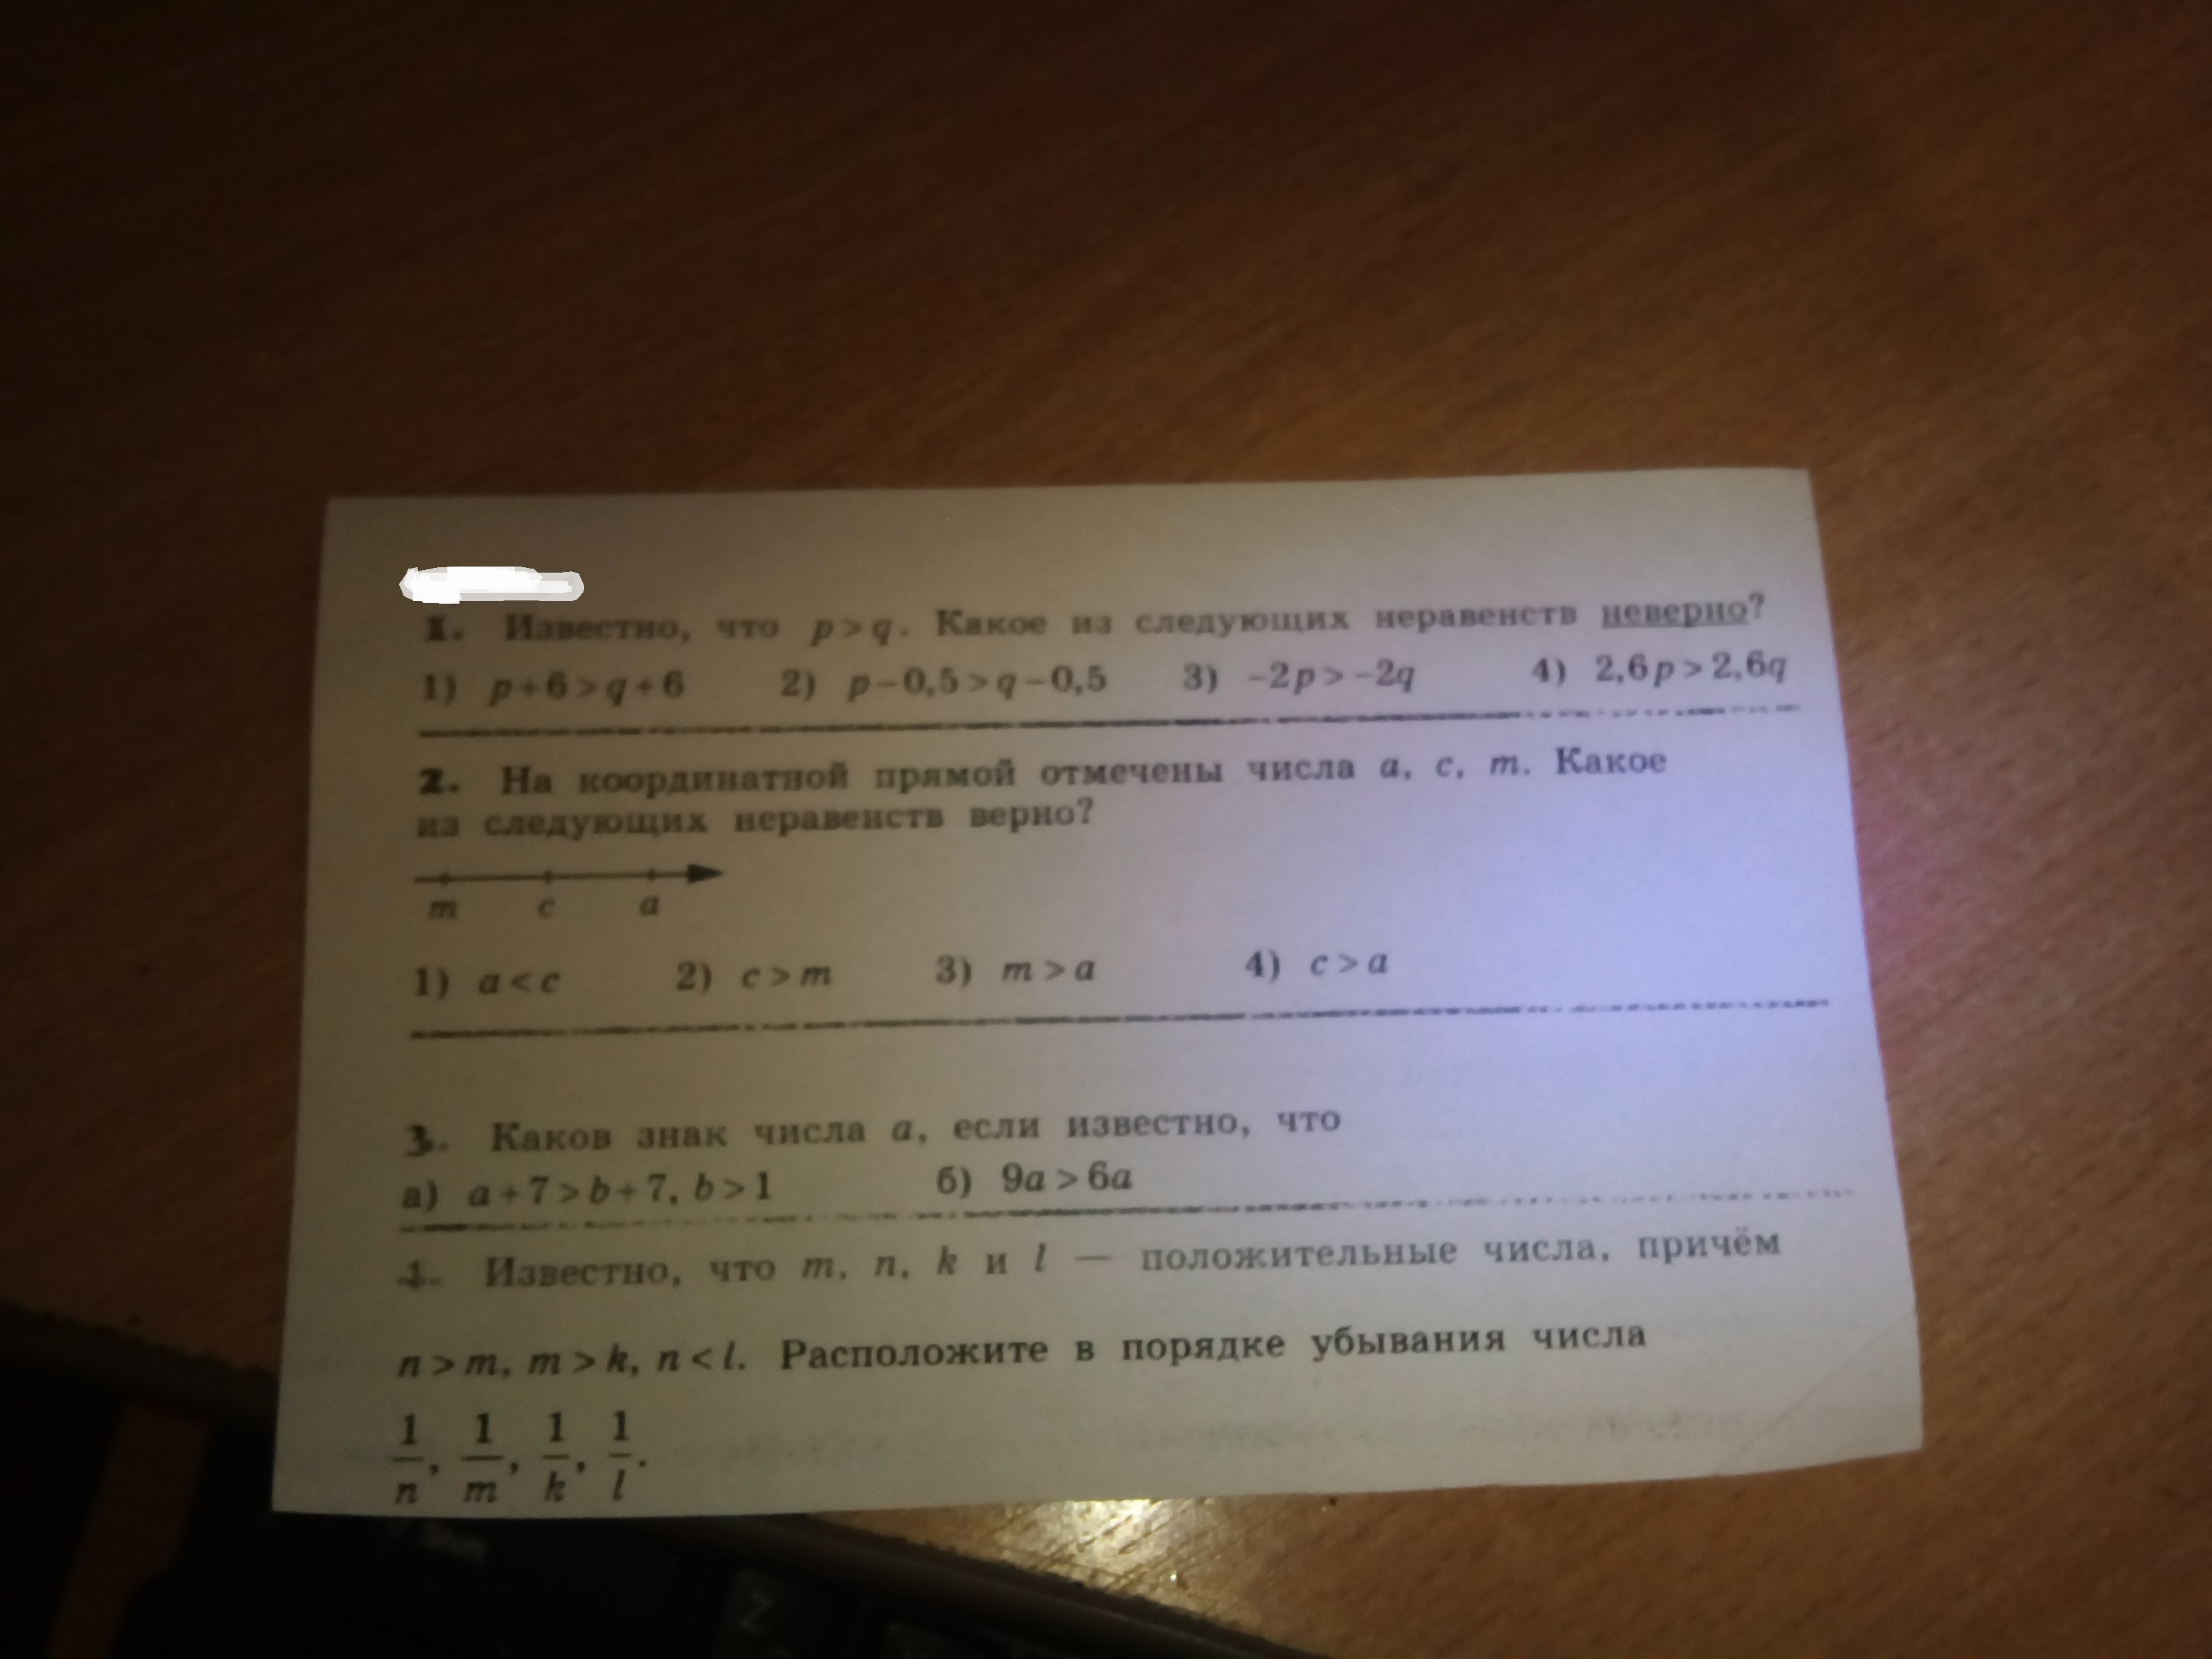 1. Известно, что p > q. Какое из следующих неравенств неверно?
1) p + 6 > q + 6 2) p − 0,5 > q − 0,5 3) −2p > −2q 4) 2,6p > 2,6q
2. На координатной прямой отмечены числа a, c, m. Какое
из следующих неравенств верно?
m c a
1) a < c 2) c > m 3) m > a 4) c > a
3. Каков знак числа a, если известно, что
а) a + 7 > b + 7, b > 1 б) 9a > 6a
4. Известно, что m, n, k и l — положительные числа, причём
n > m, m > k, n < l. Расположите в порядке убывания числа
1/n, 1/m, 1/k, 1/l.
Z